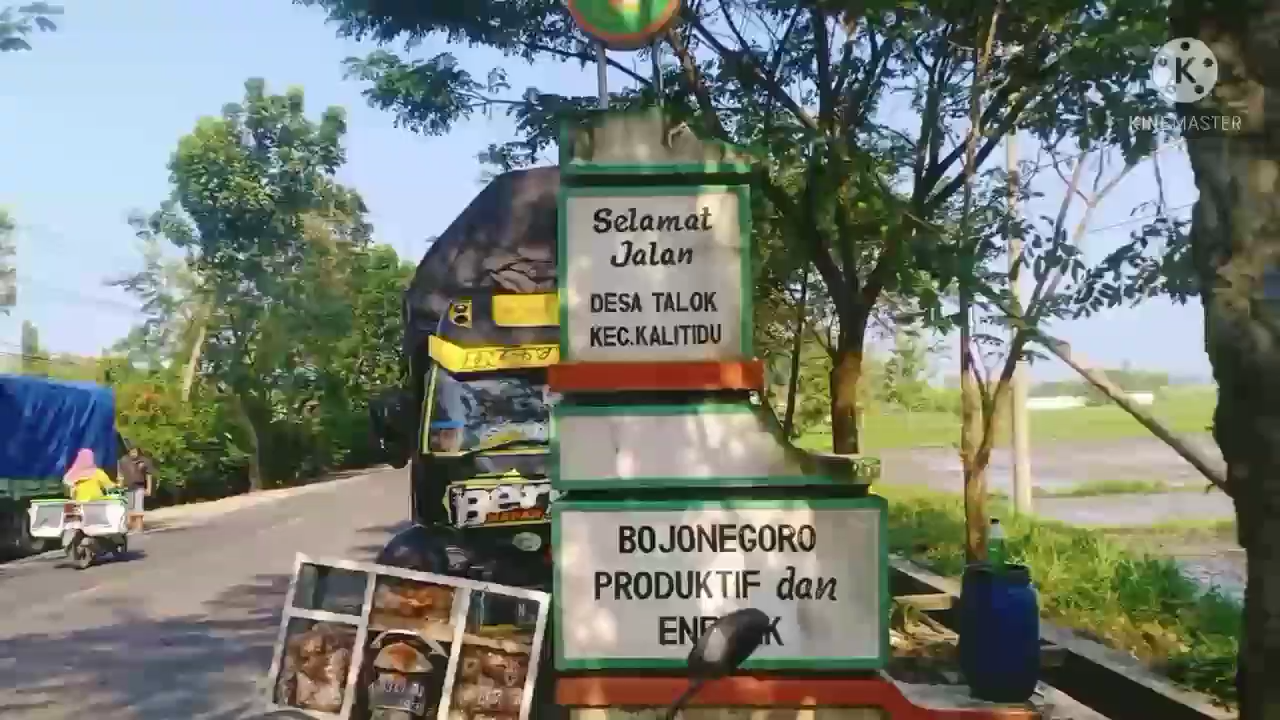 K
KINEMASTER
Selamat
Jalan
DESA TALOK
KEC.KALITIDU
BOJONEGORO
PRODUKTIF dan